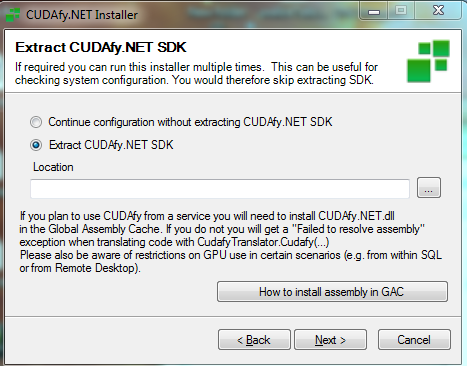 CUDAfy.NET Installer
Extract CUDAfy.NET SDK
If required you can run this installer multiple times.  This can be useful for
checking system configuration. You would therefore skip extracting SDK.
Continue configuration without extracting CUDAfy.NET SDK
Extract CUDAfy.NET SDK
Location
...
If you plan to use CUDAfy from a service you will need to install CUDAfy.NET.dll
in the Global Assembly Cache. If you do not you will get a "Failed to resolve assembly"
exception when translating code with CudafyTranslator.Cudafy(...)
Please also be aware of restrictions on GPU use in certain scenarios (e.g. from within SQL
or from Remote Desktop).
How to install assembly in GAC
< Back
Next >
Cancel